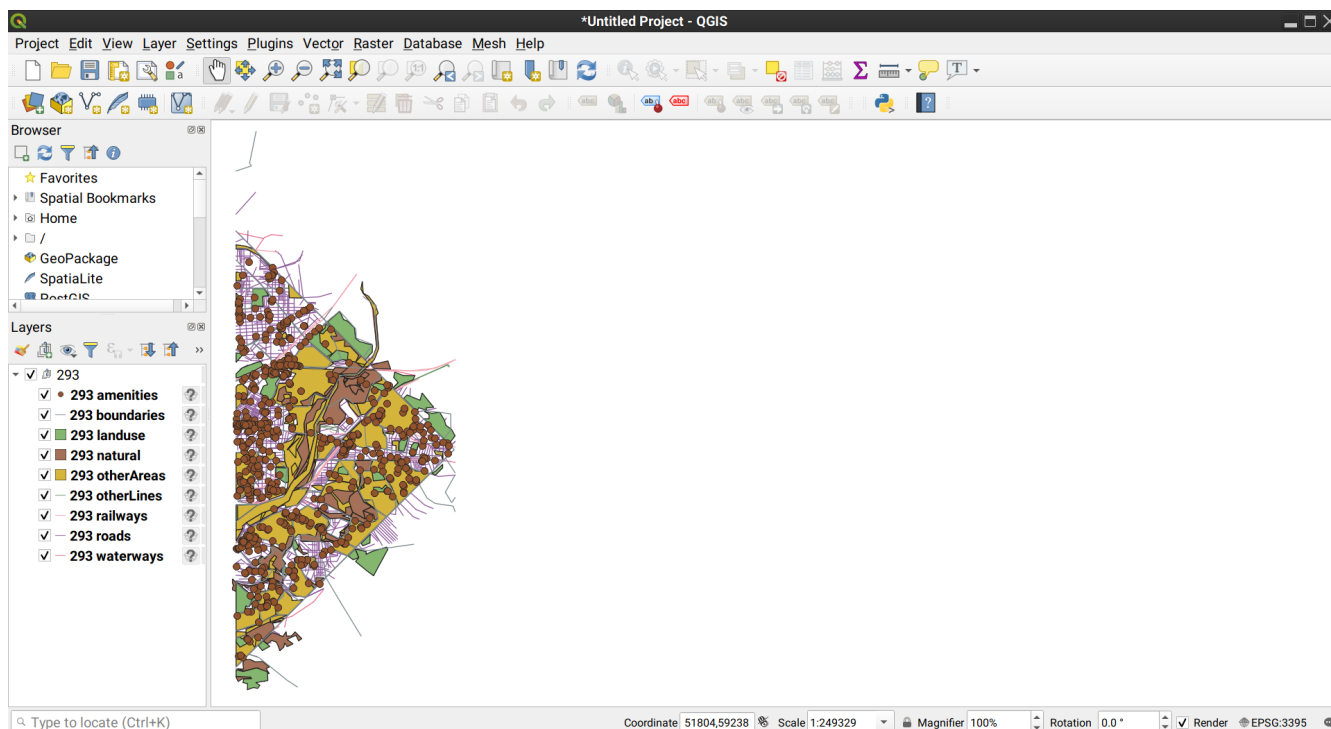 *Untitled Project - QGIS
Project Edit View Layer Settings Plugins Vector Raster Database Mesh Help
Browser
Favorites
Spatial Bookmarks
Home
/
GeoPackage
SpatiaLite
PostGIS
Layers
293
293 amenities
293 boundaries
293 landuse
293 natural
293 otherAreas
293 otherLines
293 railways
293 roads
293 waterways
Type to locate (Ctrl+K)
Coordinate 51804,59238 Scale 1:249329 Magnifier 100% Rotation 0.0 ° Render EPSG:3395